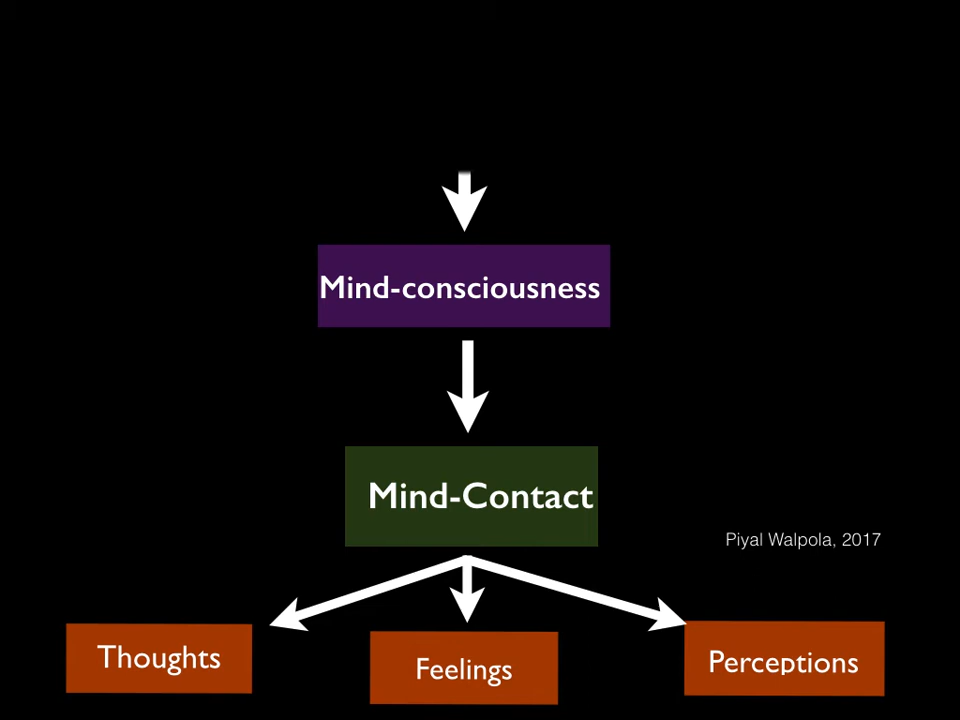 Mind-consciousness
Mind-Contact
Piyal Walpola, 2017
Thoughts
Feelings
Perceptions